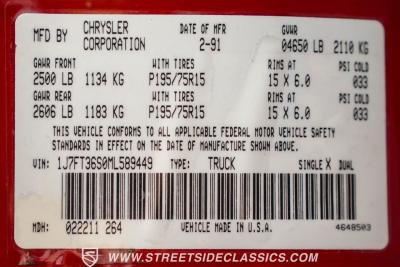 MFD BY CHRYSLER CORPORATION DATE OF MFR 2-91 GVWR 04650 LB 2110 KG
GAWR FRONT WITH TIRES RIMS AT PSI COLD
2500 LB 1134 KG P195/75R15 15 X 6.0 033
GAWR REAR WITH TIRES RIMS AT PSI COLD
2606 LB 1183 KG P195/75R15 15 X 6.0 033
THIS VEHICLE CONFORMS TO ALL APPLICABLE FEDERAL MOTOR VEHICLE SAFETY
STANDARDS IN EFFECT ON THE DATE OF MANUFACTURE SHOWN ABOVE.
VIN: 1J7FT36S0ML589449 TYPE: TRUCK SINGLE X DUAL
MDH: 022211 264 VEHICLE MADE IN U.S.A. 4648503
WWW.STREETSIDECLASSICS.COM